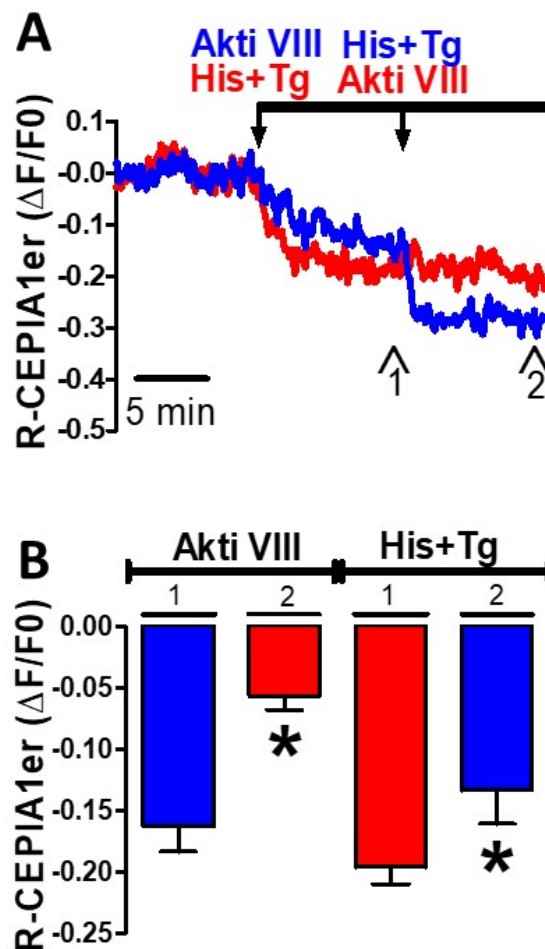 A
Akti VIII His+Tg
His+Tg Akti VIII
R-CEPIA1er (ΔF/F0)
0.1
-0.0
-0.1
-0.2
-0.3
-0.4
-0.5
5 min
1
2
B
Akti VIII His+Tg
1 2 1 2
R-CEPIA1er (ΔF/F0)
0.00
-0.05
-0.10
-0.15
-0.20
-0.25
* *